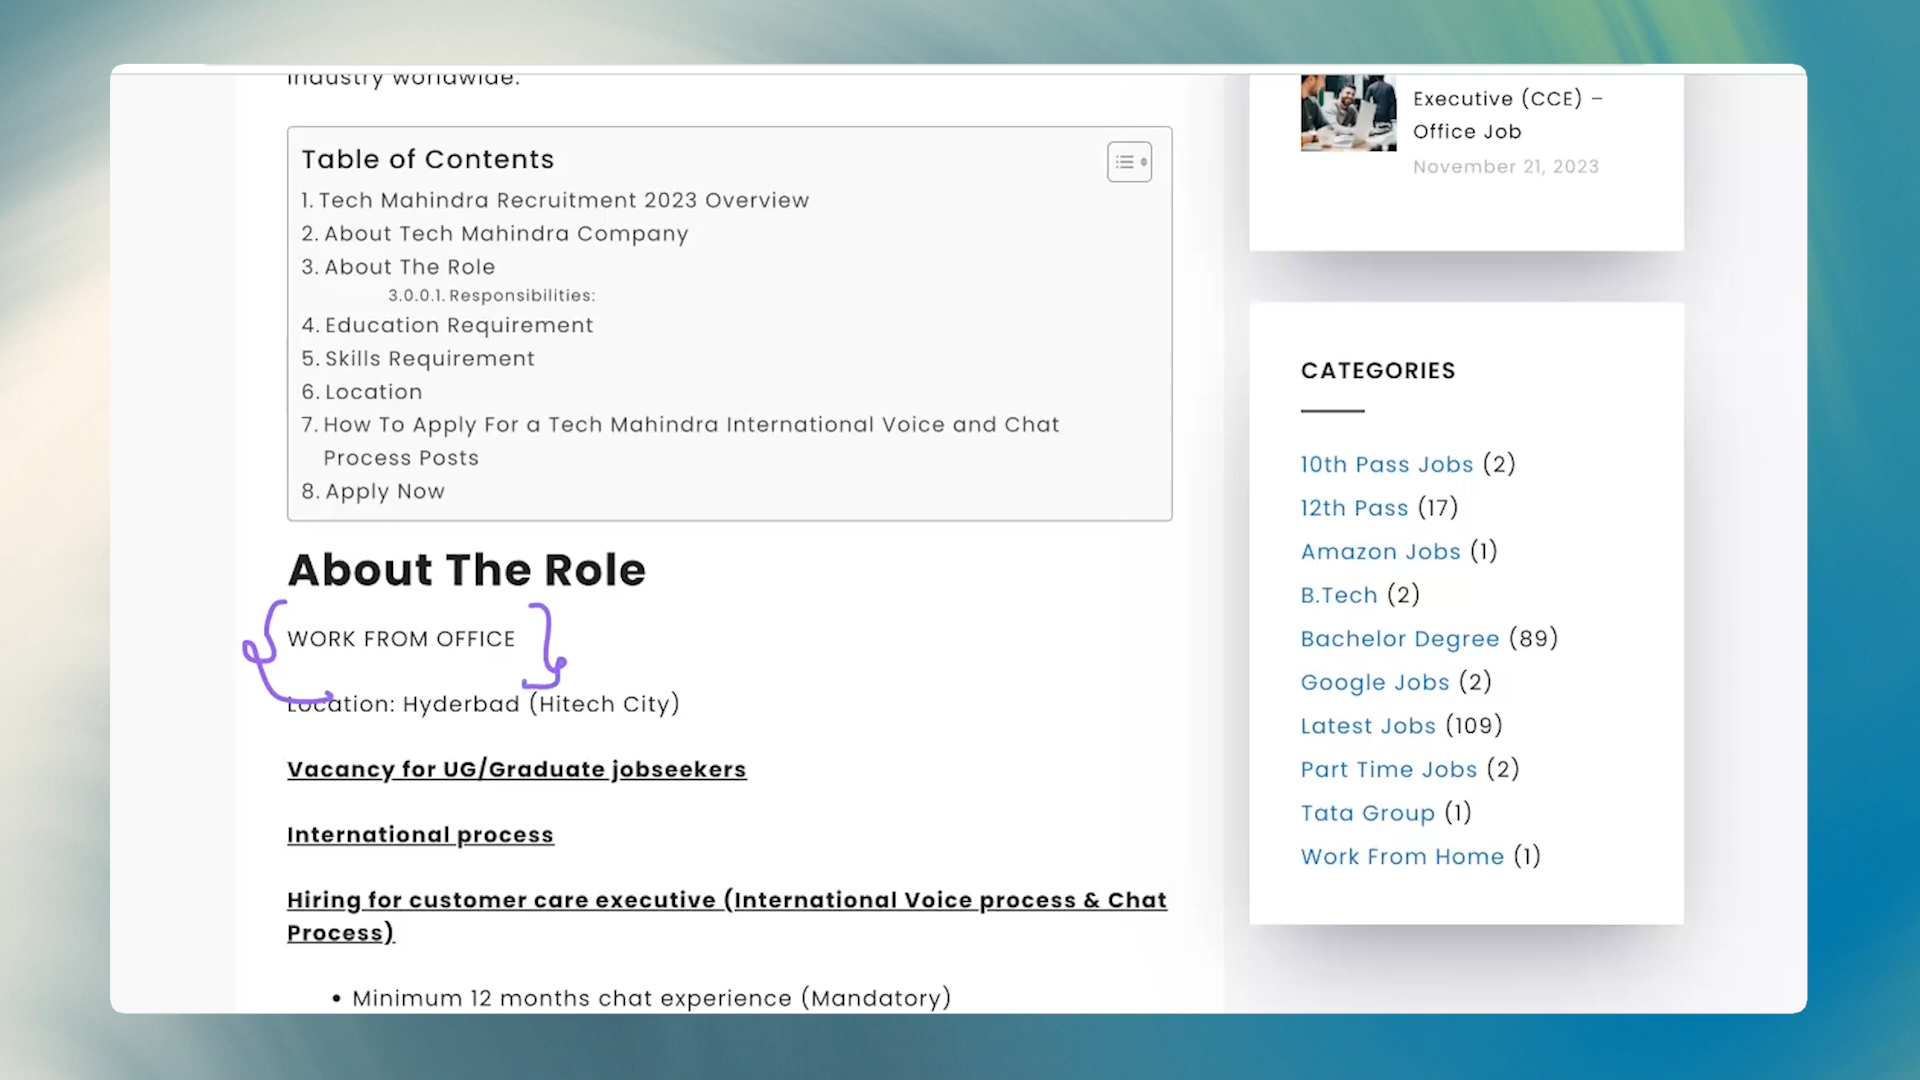 industry worldwide.
Table of Contents
1. Tech Mahindra Recruitment 2023 Overview
2. About Tech Mahindra Company
3. About The Role
3.0.0.1. Responsibilities:
4. Education Requirement
5. Skills Requirement
6. Location
7. How To Apply For a Tech Mahindra International Voice and Chat
Process Posts
8. Apply Now
About The Role
WORK FROM OFFICE
Location: Hyderbad (Hitech City)
Vacancy for UG/Graduate jobseekers
International process
Hiring for customer care executive (International Voice process & Chat
Process)
• Minimum 12 months chat experience (Mandatory)
Executive (CCE) –
Office Job
November 21, 2023
CATEGORIES
10th Pass Jobs (2)
12th Pass (17)
Amazon Jobs (1)
B.Tech (2)
Bachelor Degree (89)
Google Jobs (2)
Latest Jobs (109)
Part Time Jobs (2)
Tata Group (1)
Work From Home (1)